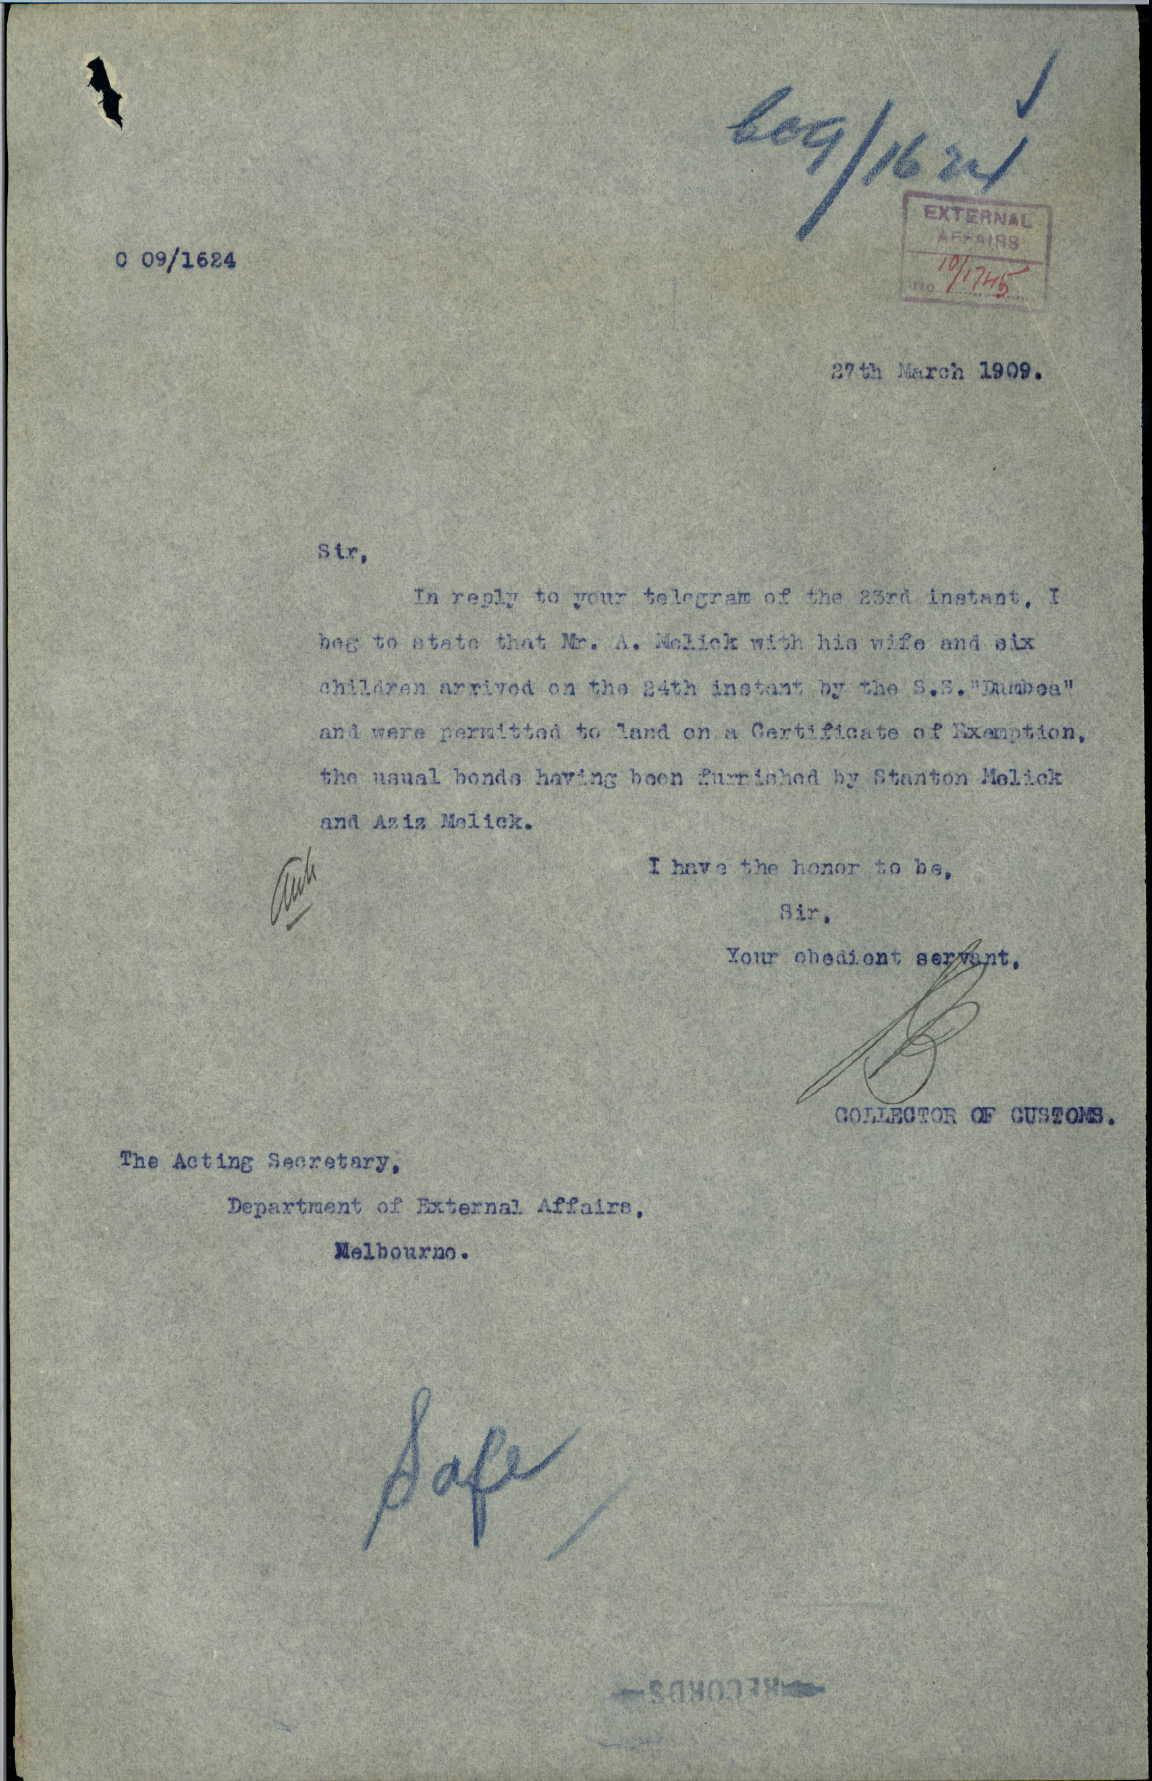 C09/1624
EXTERNAL
AFFAIRS
No 10/1745
C 09/1624
27th March 1909.
Sir,
In reply to your telegram of the 23rd instant, I
beg to state that Mr. A. Melick with his wife and six
children arrived on the 24th instant by the S.S."Dumbea"
and were permitted to land on a Certificate of Exemption,
the usual bonds having been furnished by Stanton Melick
and Aziz Melick.
I have the honor to be,
Sir,
Your obedient servant,
COLLECTOR OF CUSTOMS.
The Acting Secretary,
Department of External Affairs,
Melbourne.
Safe
RECORDS